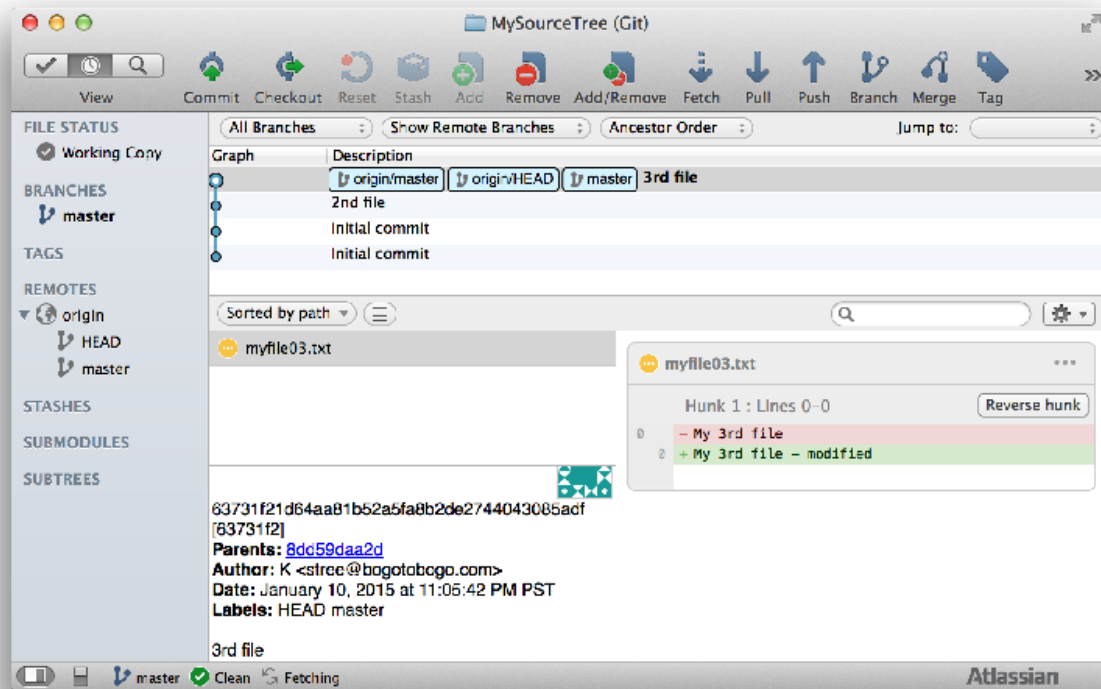 MySourceTree (Git)
View Commit Checkout Reset Stash Add Remove Add/Remove Fetch Pull Push Branch Merge Tag
FILE STATUS
Working Copy
BRANCHES
master
TAGS
REMOTES
origin
HEAD
master
STASHES
SUBMODULES
SUBTREES
All Branches Show Remote Branches Ancestor Order Jump to:
Graph Description
origin/master origin/HEAD master 3rd file
2nd file
Initial commit
Initial commit
Sorted by path
myfile03.txt
63731f21d64aa81b52a5fa8b2de2744043085adf
[63731f2]
Parents: 8dd59daa2d
Author: K <stree@bogotobogo.com>
Date: January 10, 2015 at 11:05:42 PM PST
Labels: HEAD master
3rd file
myfile03.txt
Hunk 1 : Lines 0-0 Reverse hunk
0 - My 3rd file
0 + My 3rd file - modified
master Clean Fetching Atlassian